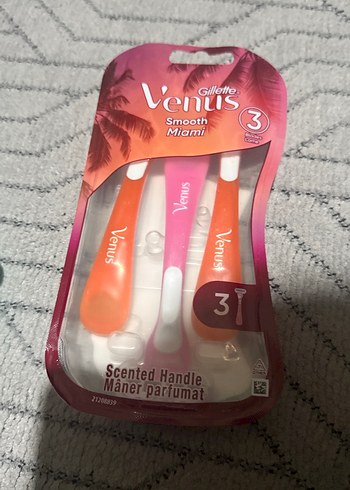 Gillette
Venus
Smooth
Miami
3
Venus
Venus
Venus
3
Scented Handle
Mâner parfumat